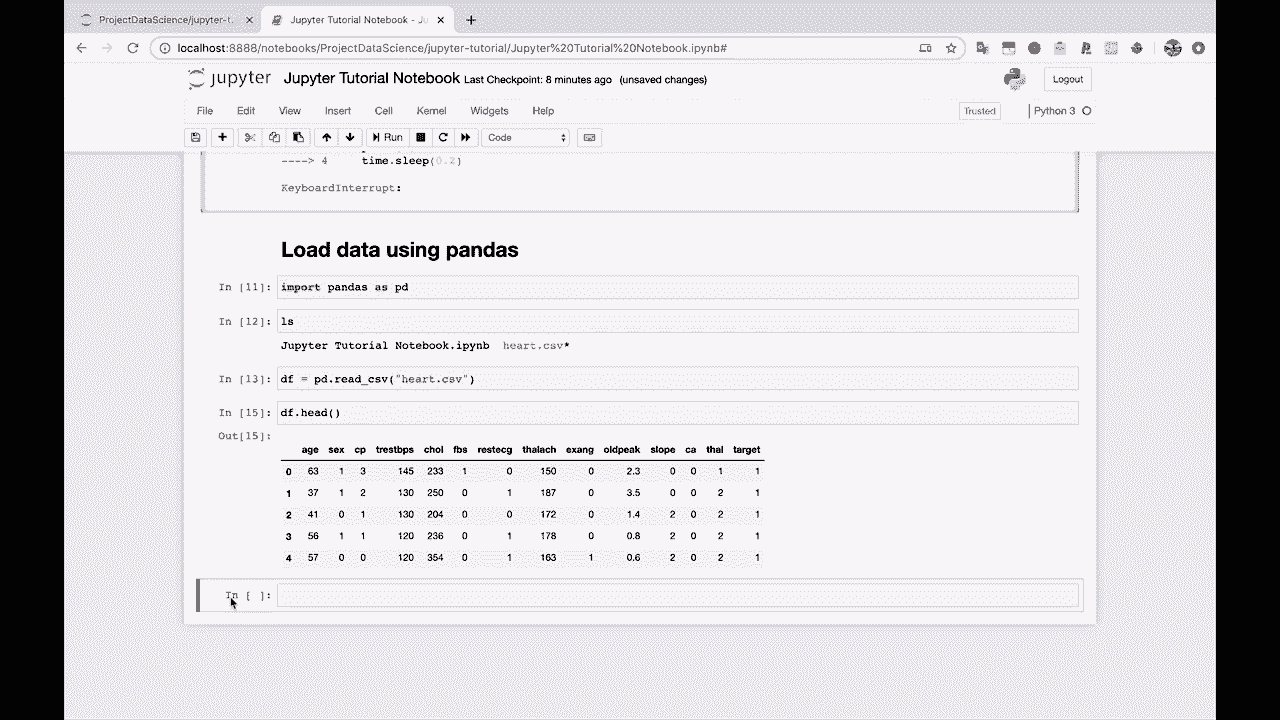 ProjectDataScience/jupyter-t
Jupyter Tutorial Notebook - Ju
localhost:8888/notebooks/ProjectDataScience/jupyter-tutorial/Jupyter%20Tutorial%20Notebook.ipynb#
jupyter Jupyter Tutorial Notebook Last Checkpoint: 8 minutes ago (unsaved changes) Logout
File Edit View Insert Cell Kernel Widgets Help Trusted Python 3
Run Code
----> 4 time.sleep(0.2)
KeyboardInterrupt:
Load data using pandas
In [11]: import pandas as pd
In [12]: ls
Jupyter Tutorial Notebook.ipynb heart.csv*
In [13]: df = pd.read_csv("heart.csv")
In [15]: df.head()
Out[15]:
age sex cp trestbps chol fbs restecg thalach exang oldpeak slope ca thal target
0 63 1 3 145 233 1 0 150 0 2.3 0 0 1 1
1 37 1 2 130 250 0 1 187 0 3.5 0 0 2 1
2 41 0 1 130 204 0 0 172 0 1.4 2 0 2 1
3 56 1 1 120 236 0 1 178 0 0.8 2 0 2 1
4 57 0 0 120 354 0 1 163 1 0.6 2 0 2 1
In [ ]: